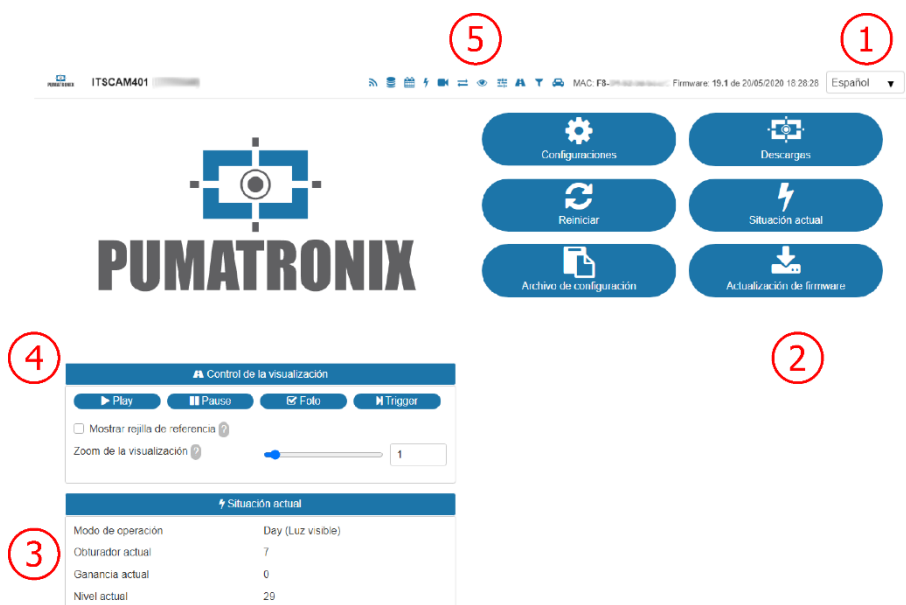 5
1
PUMATRONIX
ITSCAM401
MAC: F8-
Firmware: 19.1 de 20/05/2020 18:28:28
Español
Configuraciones
Descargas
PUMATRONIX
Reiniciar
Situación actual
Archivo de configuración
Actualización de firmware
4
2
Control de la visualización
Play Pause Foto Trigger
Mostrar rejilla de referencia ?
Zoom de la visualización ? 1
Situación actual
Modo de operación Day (Luz visible)
3
Obturador actual 7
Ganancia actual 0
Nivel actual 29